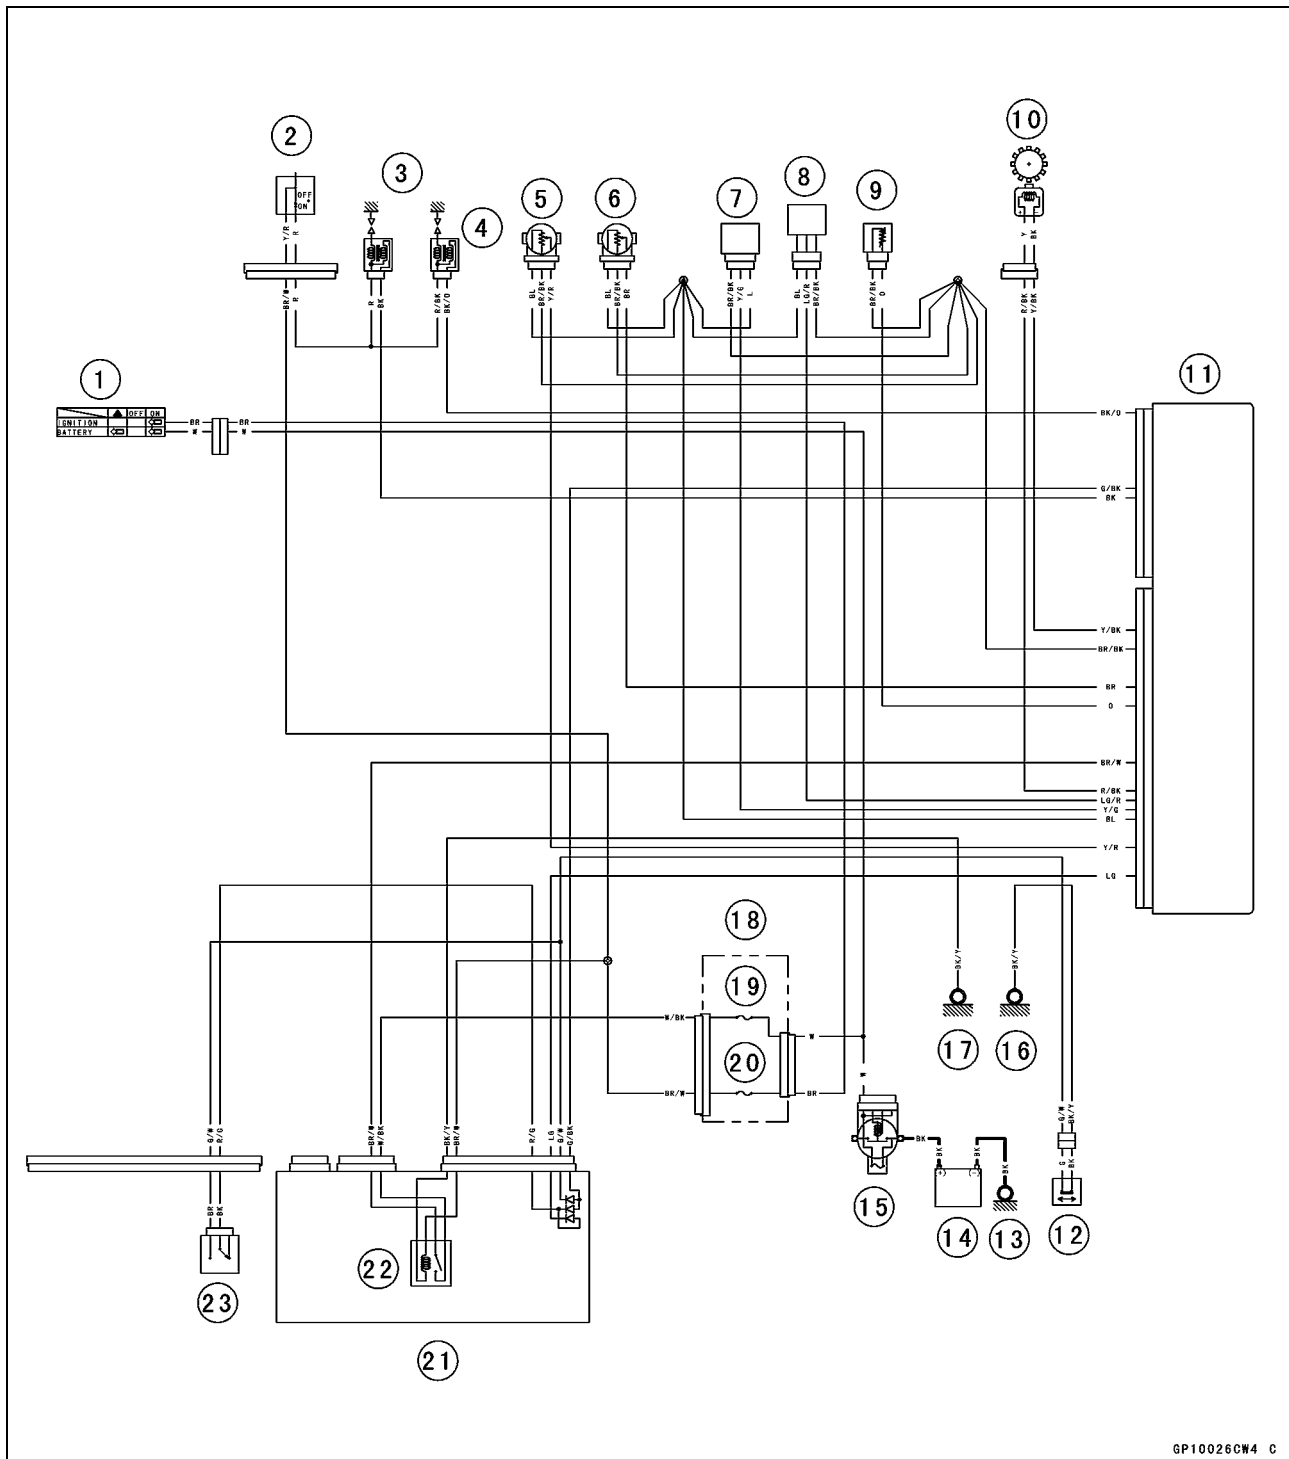 10
2
3
8
9
7
5
6
4
OFF
ON
+ -
Y/R
R
Y
BK
BR/W
R
R
BK
R/BK
BK/O
BL
BR/BK
Y/R
BL
BR/BK
BR
BR/BK
Y/G
L
BL
LG/R
BR/BK
BR/BK
O
R/BK
Y/BK
1
11
OFF ON
IGNITION
BATTERY
BR
W
BR
W
BK/O
G/BK
BK
Y/BK
BR/BK
BR
O
BR/W
R/BK
LG/R
Y/G
BL
Y/R
LG
18
19
BK/Y
BK/Y
W/BK
W
17
16
20
W
BR/W
BR
G/W
R/G
BR/W
W/BK
BK/Y
BR/W
R/G
LG
G/W
G/BK
BK
BK
BK
BK
(+) (-)
G/W
BK/Y
G
BK
BR
BK
15
14
13
12
22
23
21
GP10026CW4 C